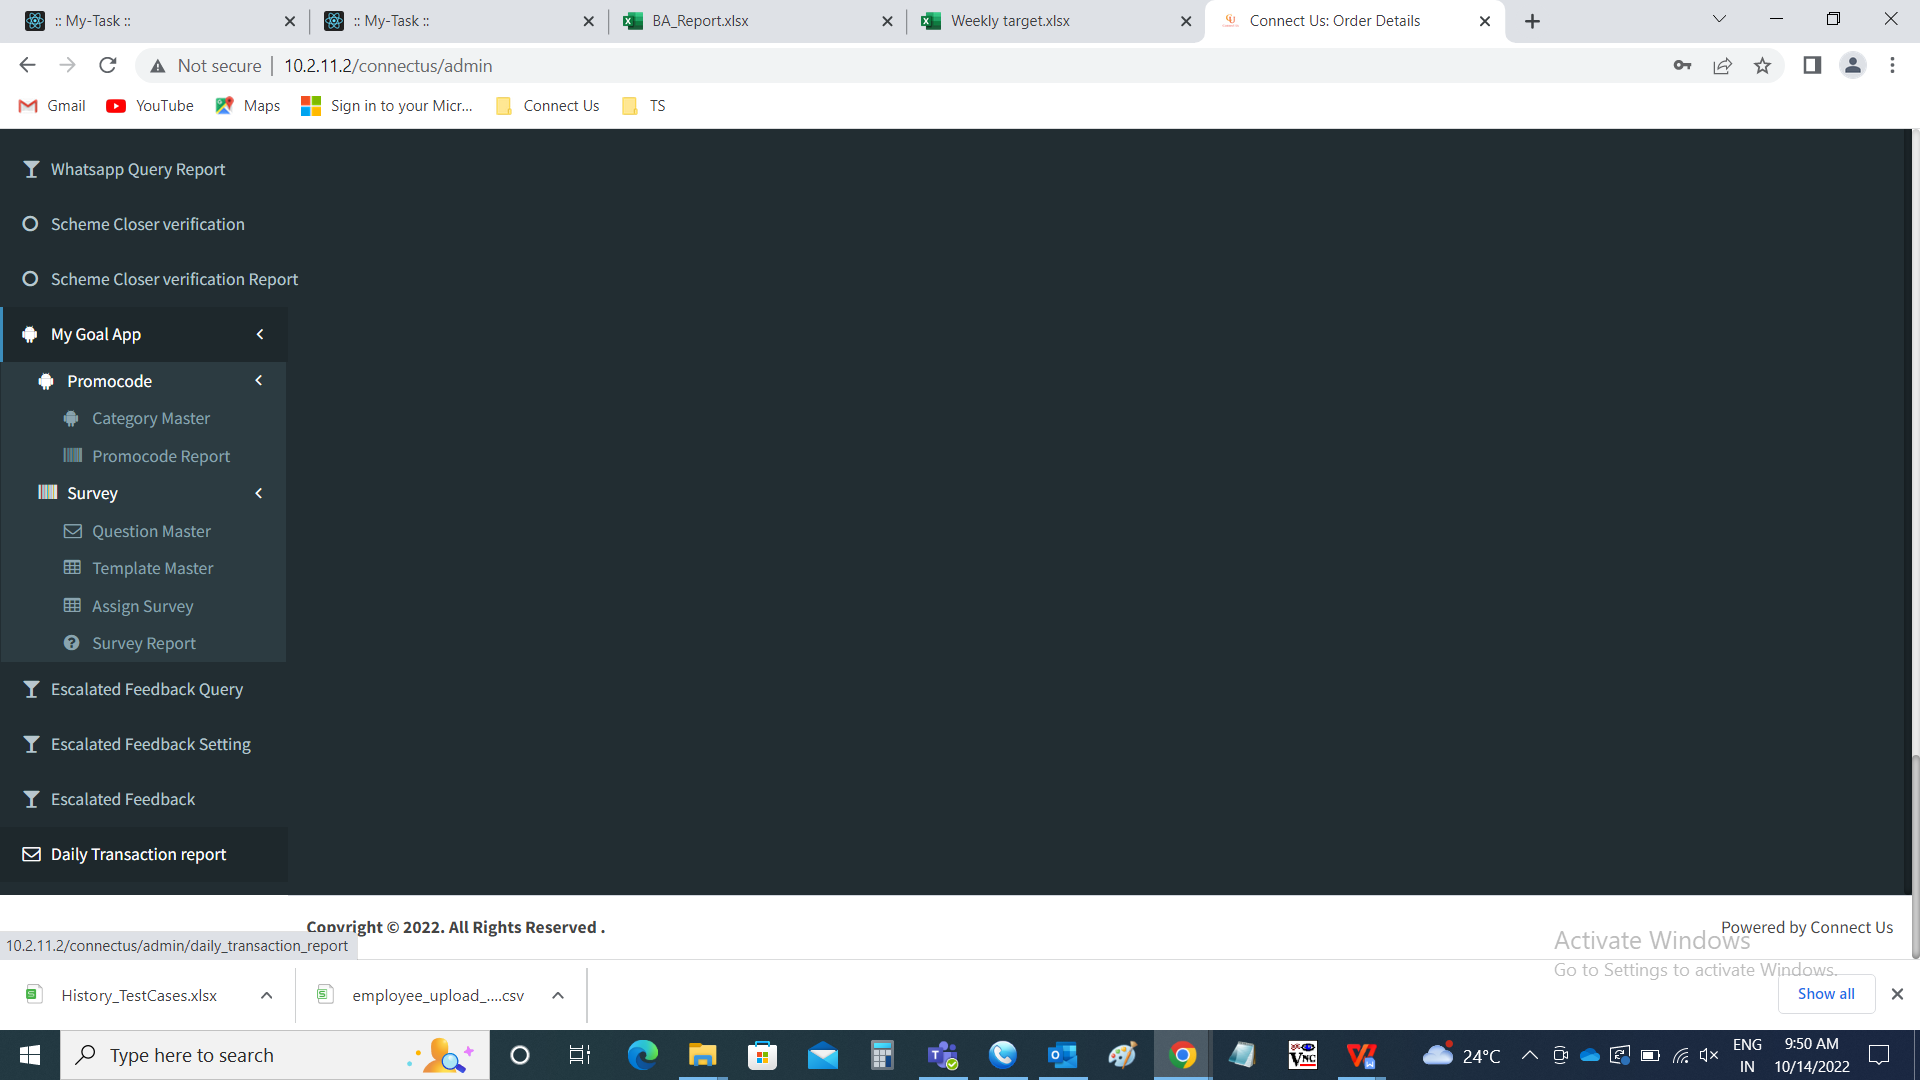 :: My-Task ::
:: My-Task ::
BA_Report.xlsx
Weekly target.xlsx
Connect Us: Order Details
Not secure
10.2.11.2/connectus/admin
Gmail
YouTube
Maps
Sign in to your Micr...
Connect Us
TS
Whatsapp Query Report
Scheme Closer verification
Scheme Closer verification Report
My Goal App
Promocode
Category Master
Promocode Report
Survey
Question Master
Template Master
Assign Survey
Survey Report
Escalated Feedback Query
Escalated Feedback Setting
Escalated Feedback
Daily Transaction report
Copyright © 2022. All Rights Reserved .
Powered by Connect Us
10.2.11.2/connectus/admin/daily_transaction_report
Activate Windows
Go to Settings to activate Windows.
History_TestCases.xlsx
employee_upload_....csv
Show all
Type here to search
24°C
ENG
IN
9:50 AM
10/14/2022